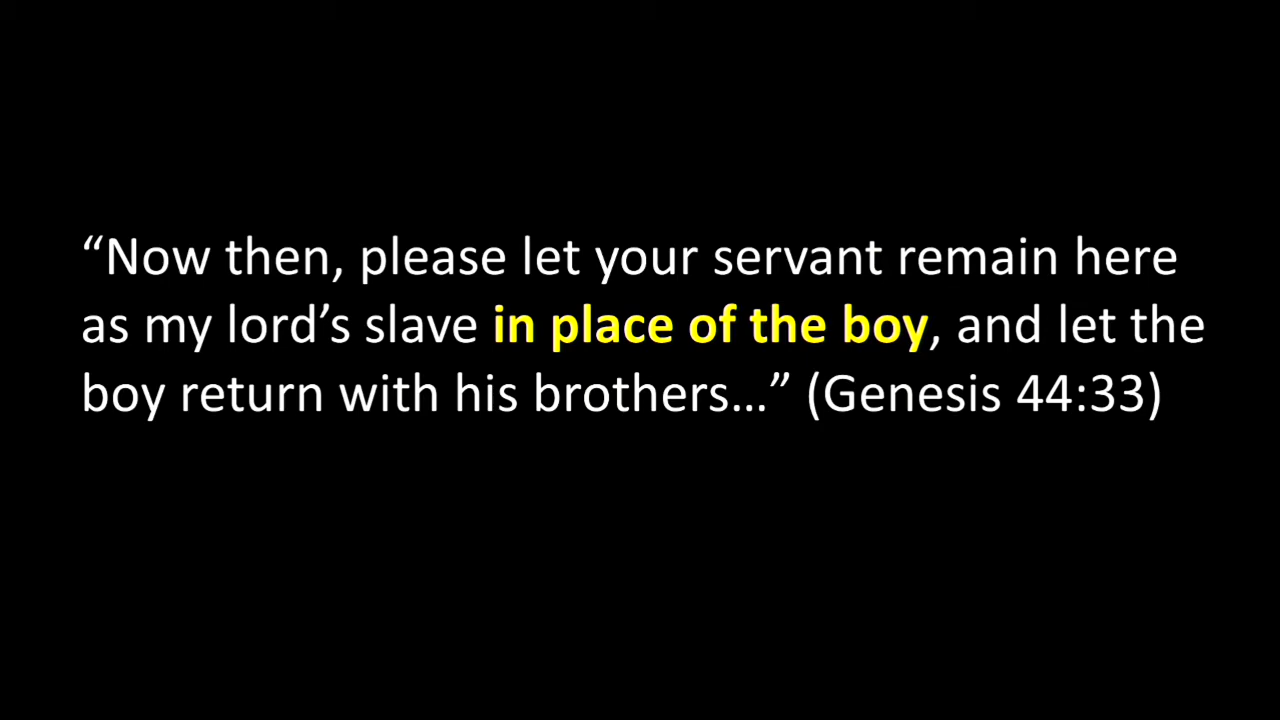 “Now then, please let your servant remain here
as my lord’s slave in place of the boy, and let the
boy return with his brothers…” (Genesis 44:33)